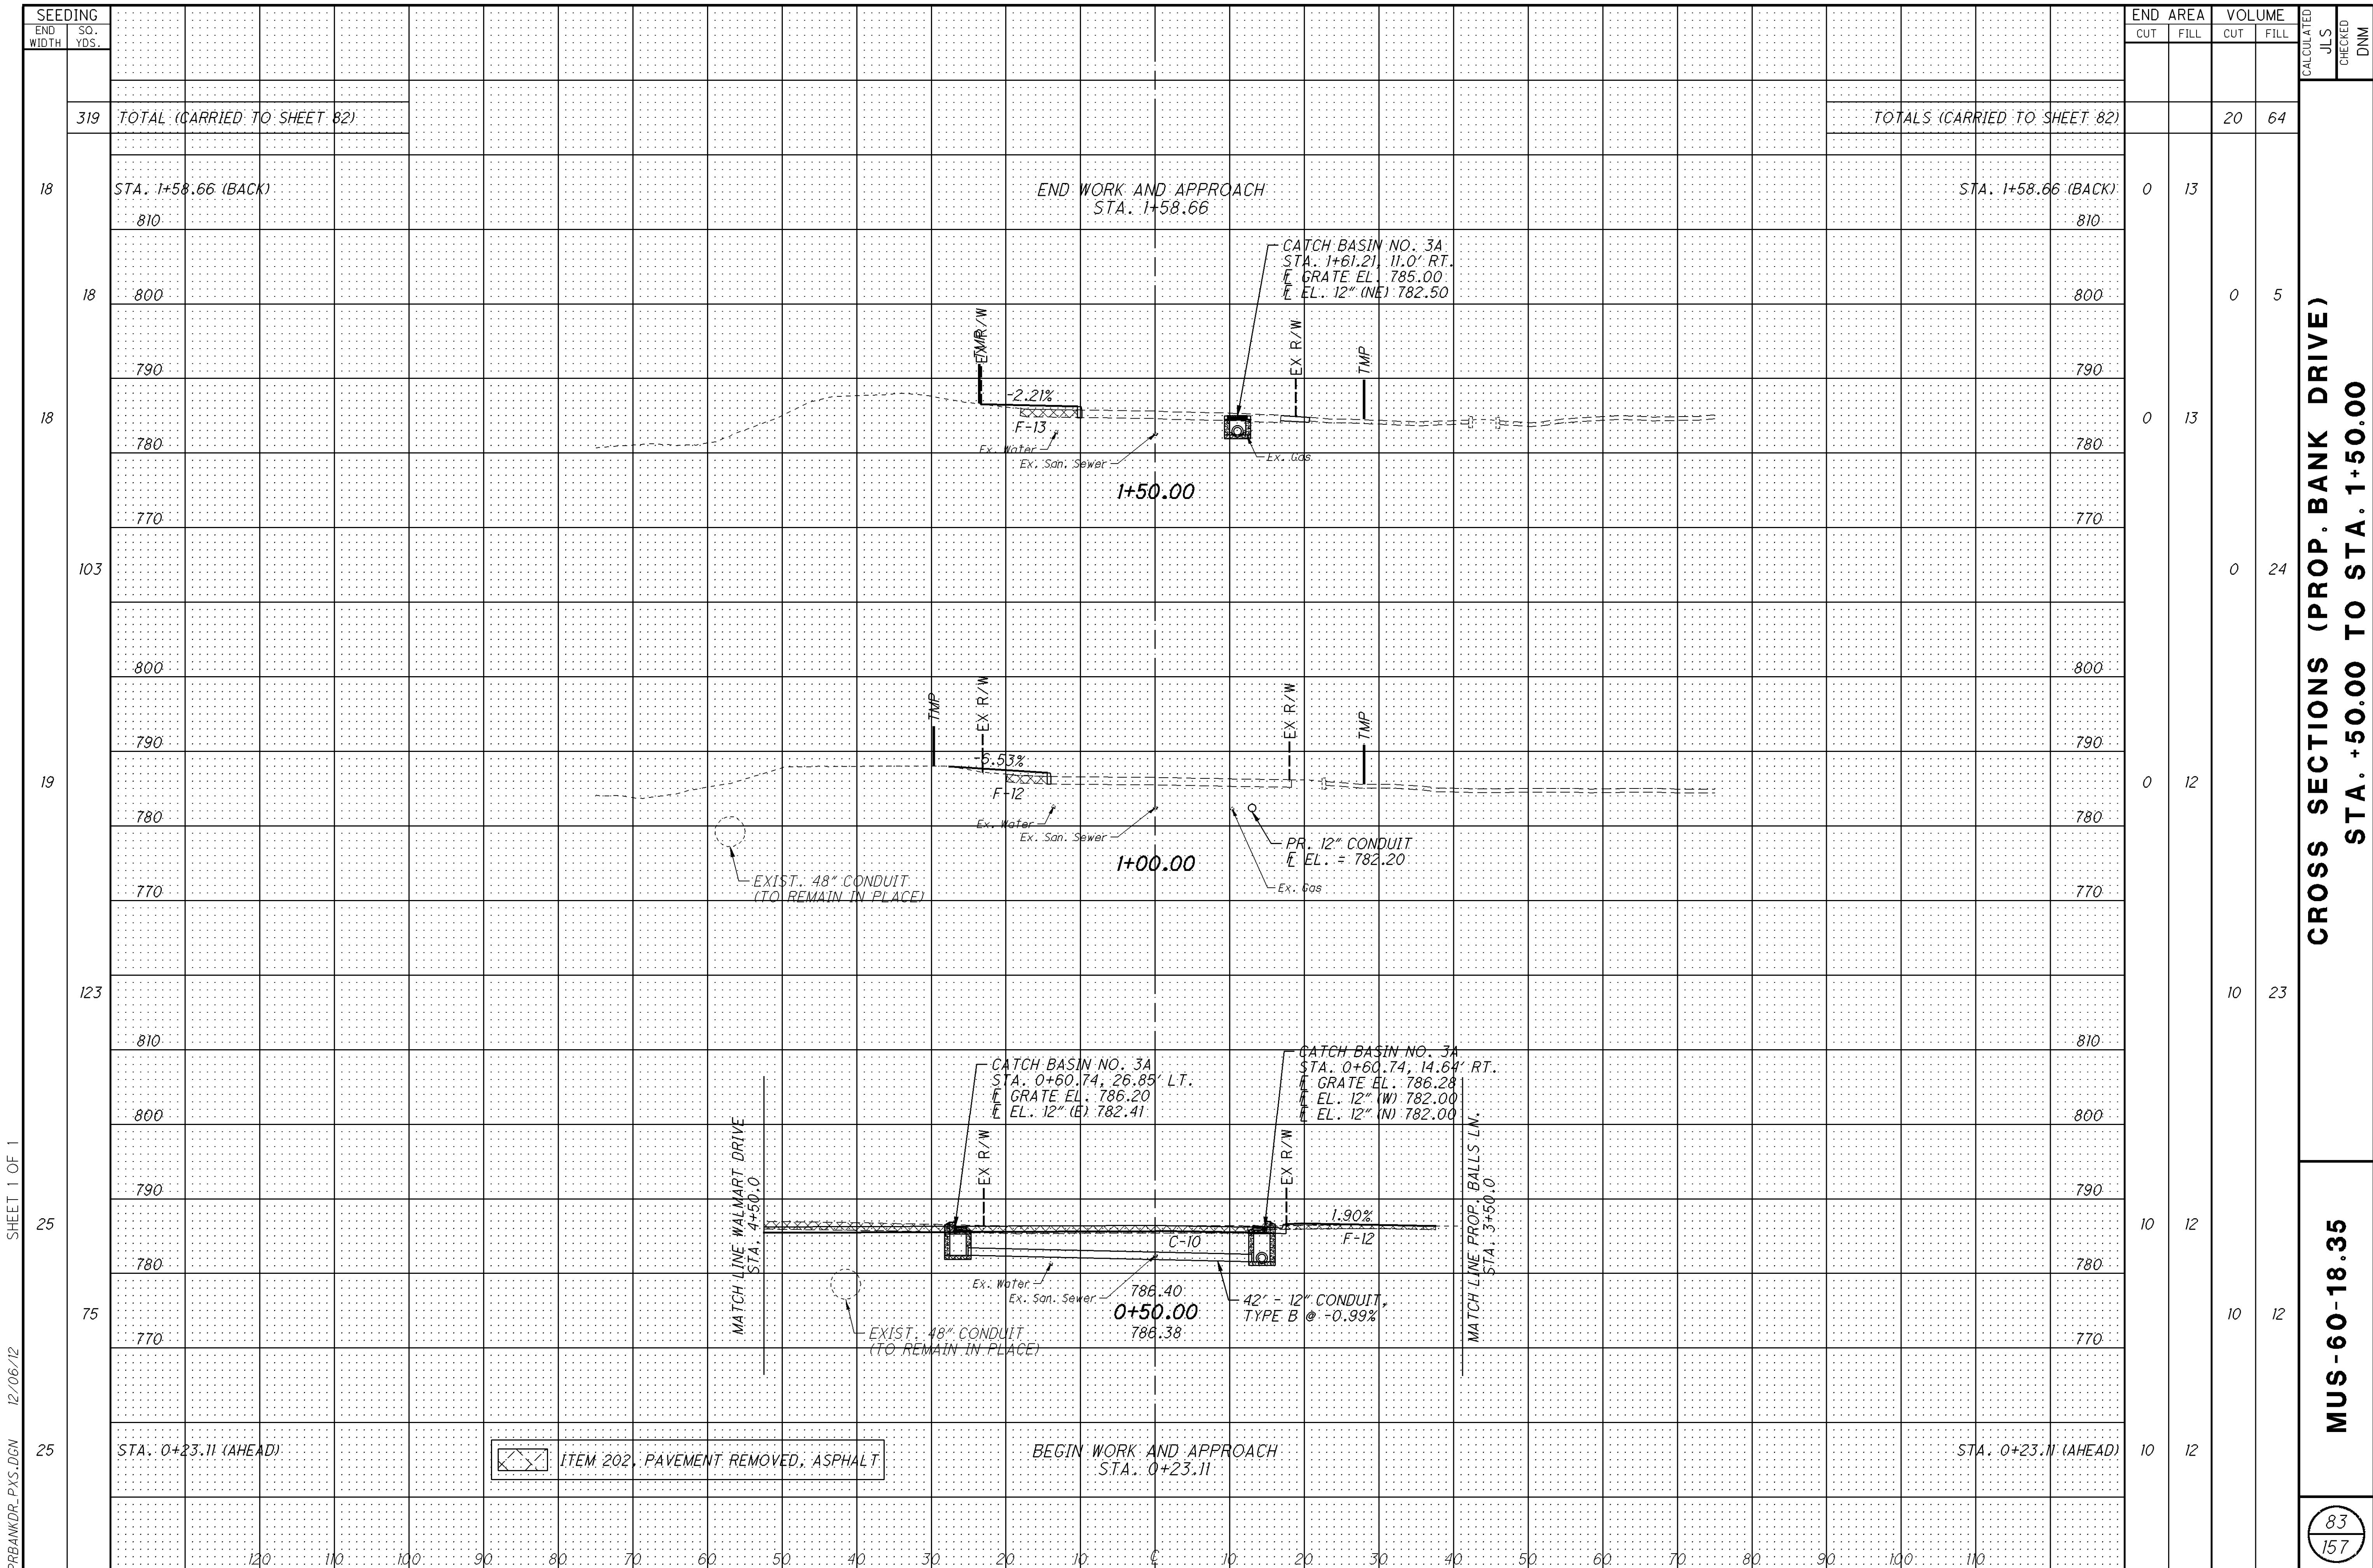 SEEDING
END WIDTH
SQ. YDS.
END AREA
VOLUME
CUT
FILL
CUT
FILL
CALCULATED
JLS
CHECKED
DNM
319
TOTAL (CARRIED TO SHEET 82)
TOTALS (CARRIED TO SHEET 82)
20
64
18
STA. 1+58.66 (BACK)
END WORK AND APPROACH
STA. 1+58.66
STA. 1+58.66 (BACK)
0
13
810
810
CATCH BASIN NO. 3A
STA. 1+61.21, 11.0' RT.
℄ GRATE EL. 785.00
℄ EL. 12" (NE) 782.50
18
800
800
0
5
TMP
EX R/W
EX R/W
TMP
790
790
-2.21%
18
F-13
0
13
780
780
Ex. Water
Ex. San. Sewer
Ex. Gas
1+50.00
770
770
103
0
24
800
800
TMP
EX R/W
EX R/W
TMP
790
790
-6.53%
19
F-12
0
12
780
780
Ex. Water
Ex. San. Sewer
PR. 12" CONDUIT
℄ EL. = 782.20
1+00.00
EXIST. 48" CONDUIT
(TO REMAIN IN PLACE)
Ex. Gas
770
770
123
10
23
810
810
CATCH BASIN NO. 3A
STA. 0+60.74, 26.85' LT.
℄ GRATE EL. 786.20
℄ EL. 12" (E) 782.41
CATCH BASIN NO. 3A
STA. 0+60.74, 14.64' RT.
℄ GRATE EL. 786.28
℄ EL. 12" (W) 782.00
℄ EL. 12" (N) 782.00
800
800
MATCH LINE WALMART DRIVE
STA. 4+50.0
EX R/W
EX R/W
MATCH LINE PROP. BALLS LN.
STA. 3+50.0
790
790
25
1.90%
C-10
F-12
10
12
780
780
Ex. Water
Ex. San. Sewer
786.40
0+50.00
786.38
42' - 12" CONDUIT,
TYPE B @ -0.99%
75
10
12
EXIST. 48" CONDUIT
(TO REMAIN IN PLACE)
770
770
25
STA. 0+23.11 (AHEAD)
ITEM 202, PAVEMENT REMOVED, ASPHALT
BEGIN WORK AND APPROACH
STA. 0+23.11
STA. 0+23.11 (AHEAD)
10
12
120 110 100 90 80 70 60 50 40 30 20 10 ℄ 10 20 30 40 50 60 70 80 90 100 110
CROSS SECTIONS (PROP. BANK DRIVE)
STA. +50.00 TO STA. 1+50.00
MUS-60-18.35
83
157
SHEET 1 OF 1
12/06/12
PRBANKDR_PXS.DGN